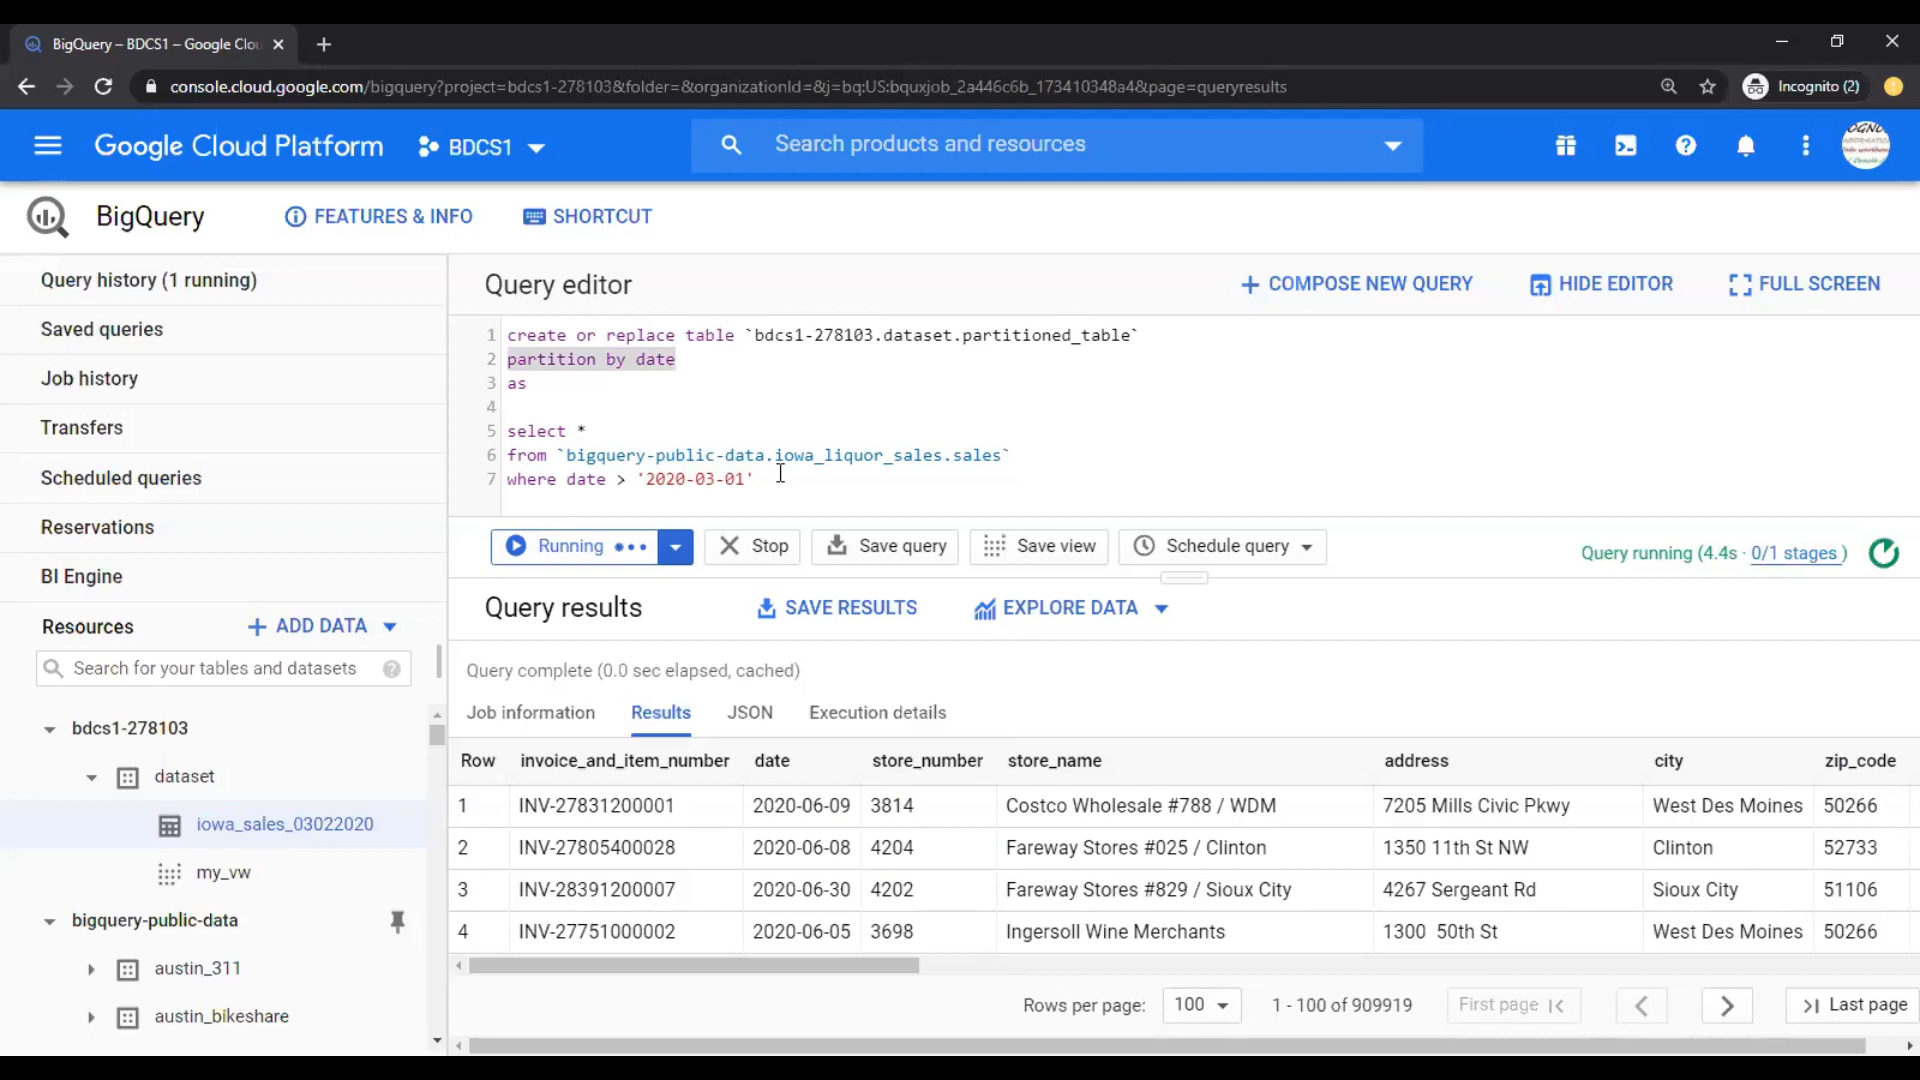 BigQuery – BDCS1 – Google Clou
console.cloud.google.com/bigquery?project=bdcs1-278103&folder=&organizationId=&j=bq:US:bquxjob_2a446c6b_173410348a4&page=queryresults
Incognito (2)
Google Cloud Platform
BDCS1
Search products and resources
BigQuery
FEATURES & INFO
SHORTCUT
Query history (1 running)
Saved queries
Job history
Transfers
Scheduled queries
Reservations
BI Engine
Resources
ADD DATA
Search for your tables and datasets
bdcs1-278103
dataset
iowa_sales_03022020
my_vw
bigquery-public-data
austin_311
austin_bikeshare
Query editor
COMPOSE NEW QUERY
HIDE EDITOR
FULL SCREEN
1 create or replace table `bdcs1-278103.dataset.partitioned_table`
2 partition by date
3 as
4
5 select *
6 from `bigquery-public-data.iowa_liquor_sales.sales`
7 where date > '2020-03-01'
Running
Stop
Save query
Save view
Schedule query
Query running (4.4s · 0/1 stages )
Query results
SAVE RESULTS
EXPLORE DATA
Query complete (0.0 sec elapsed, cached)
Job information Results JSON Execution details
Row invoice_and_item_number date store_number store_name address city zip_code
1 INV-27831200001 2020-06-09 3814 Costco Wholesale #788 / WDM 7205 Mills Civic Pkwy West Des Moines 50266
2 INV-27805400028 2020-06-08 4204 Fareway Stores #025 / Clinton 1350 11th St NW Clinton 52733
3 INV-28391200007 2020-06-30 4202 Fareway Stores #829 / Sioux City 4267 Sergeant Rd Sioux City 51106
4 INV-27751000002 2020-06-05 3698 Ingersoll Wine Merchants 1300 50th St West Des Moines 50266
Rows per page: 100 1 - 100 of 909919 First page Last page